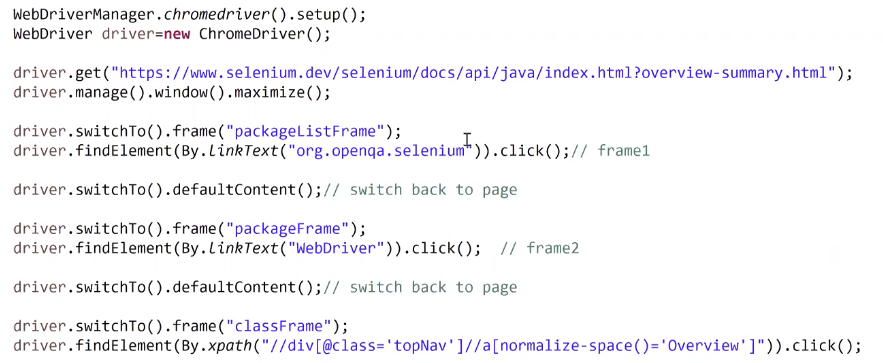 WebDriverManager.chromedriver().setup();
WebDriver driver=new ChromeDriver();
driver.get("https://www.selenium.dev/selenium/docs/api/java/index.html?overview-summary.html");
driver.manage().window().maximize();
driver.switchTo().frame("packageListFrame");
driver.findElement(By.linkText("org.openqa.selenium")).click();// frame1
driver.switchTo().defaultContent();// switch back to page
driver.switchTo().frame("packageFrame");
driver.findElement(By.linkText("WebDriver")).click();  // frame2
driver.switchTo().defaultContent();// switch back to page
driver.switchTo().frame("classFrame");
driver.findElement(By.xpath("//div[@class='topNav']//a[normalize-space()='Overview']")).click();